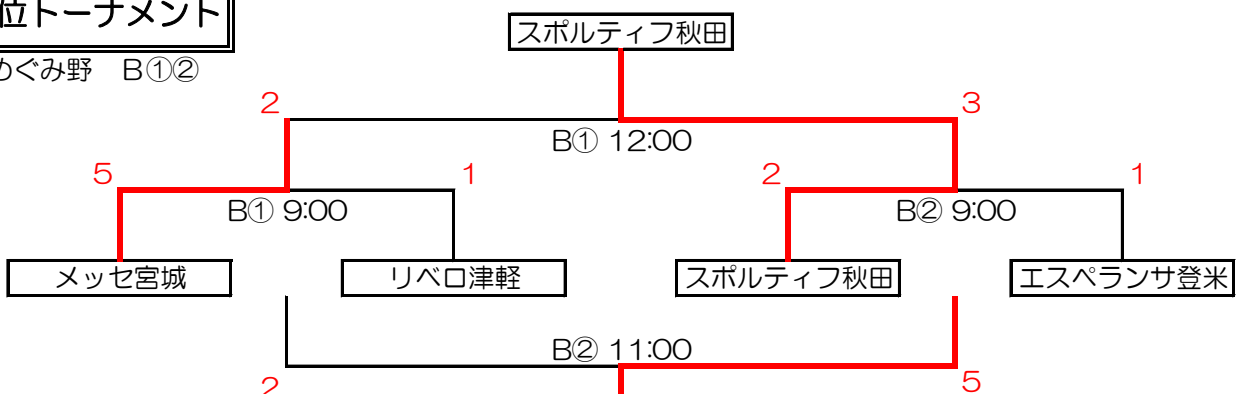 位トーナメント
スポルティフ秋田
めぐみ野 B①②
2
3
B① 12:00
5
1
2
1
B① 9:00
B② 9:00
メッセ宮城
リベロ津軽
スポルティフ秋田
エスペランサ登米
B② 11:00
2
5